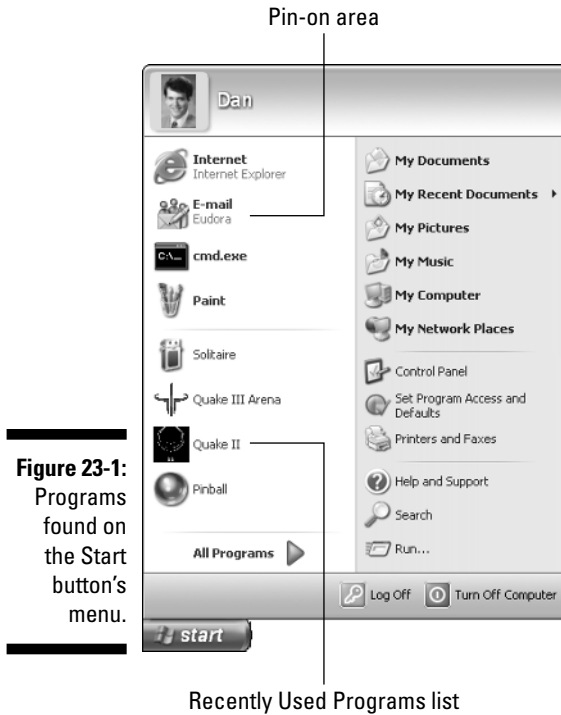 Pin-on area
Dan
Internet
Internet Explorer
E-mail
Eudora
C:\_
cmd.exe
Paint
Solitaire
Quake III Arena
Quake II
Pinball
All Programs
My Documents
My Recent Documents
My Pictures
My Music
My Computer
My Network Places
Control Panel
Set Program Access and
Defaults
Printers and Faxes
Help and Support
Search
Run...
Log Off
Turn Off Computer
start
Figure 23-1:
Programs
found on
the Start
button's
menu.
Recently Used Programs list